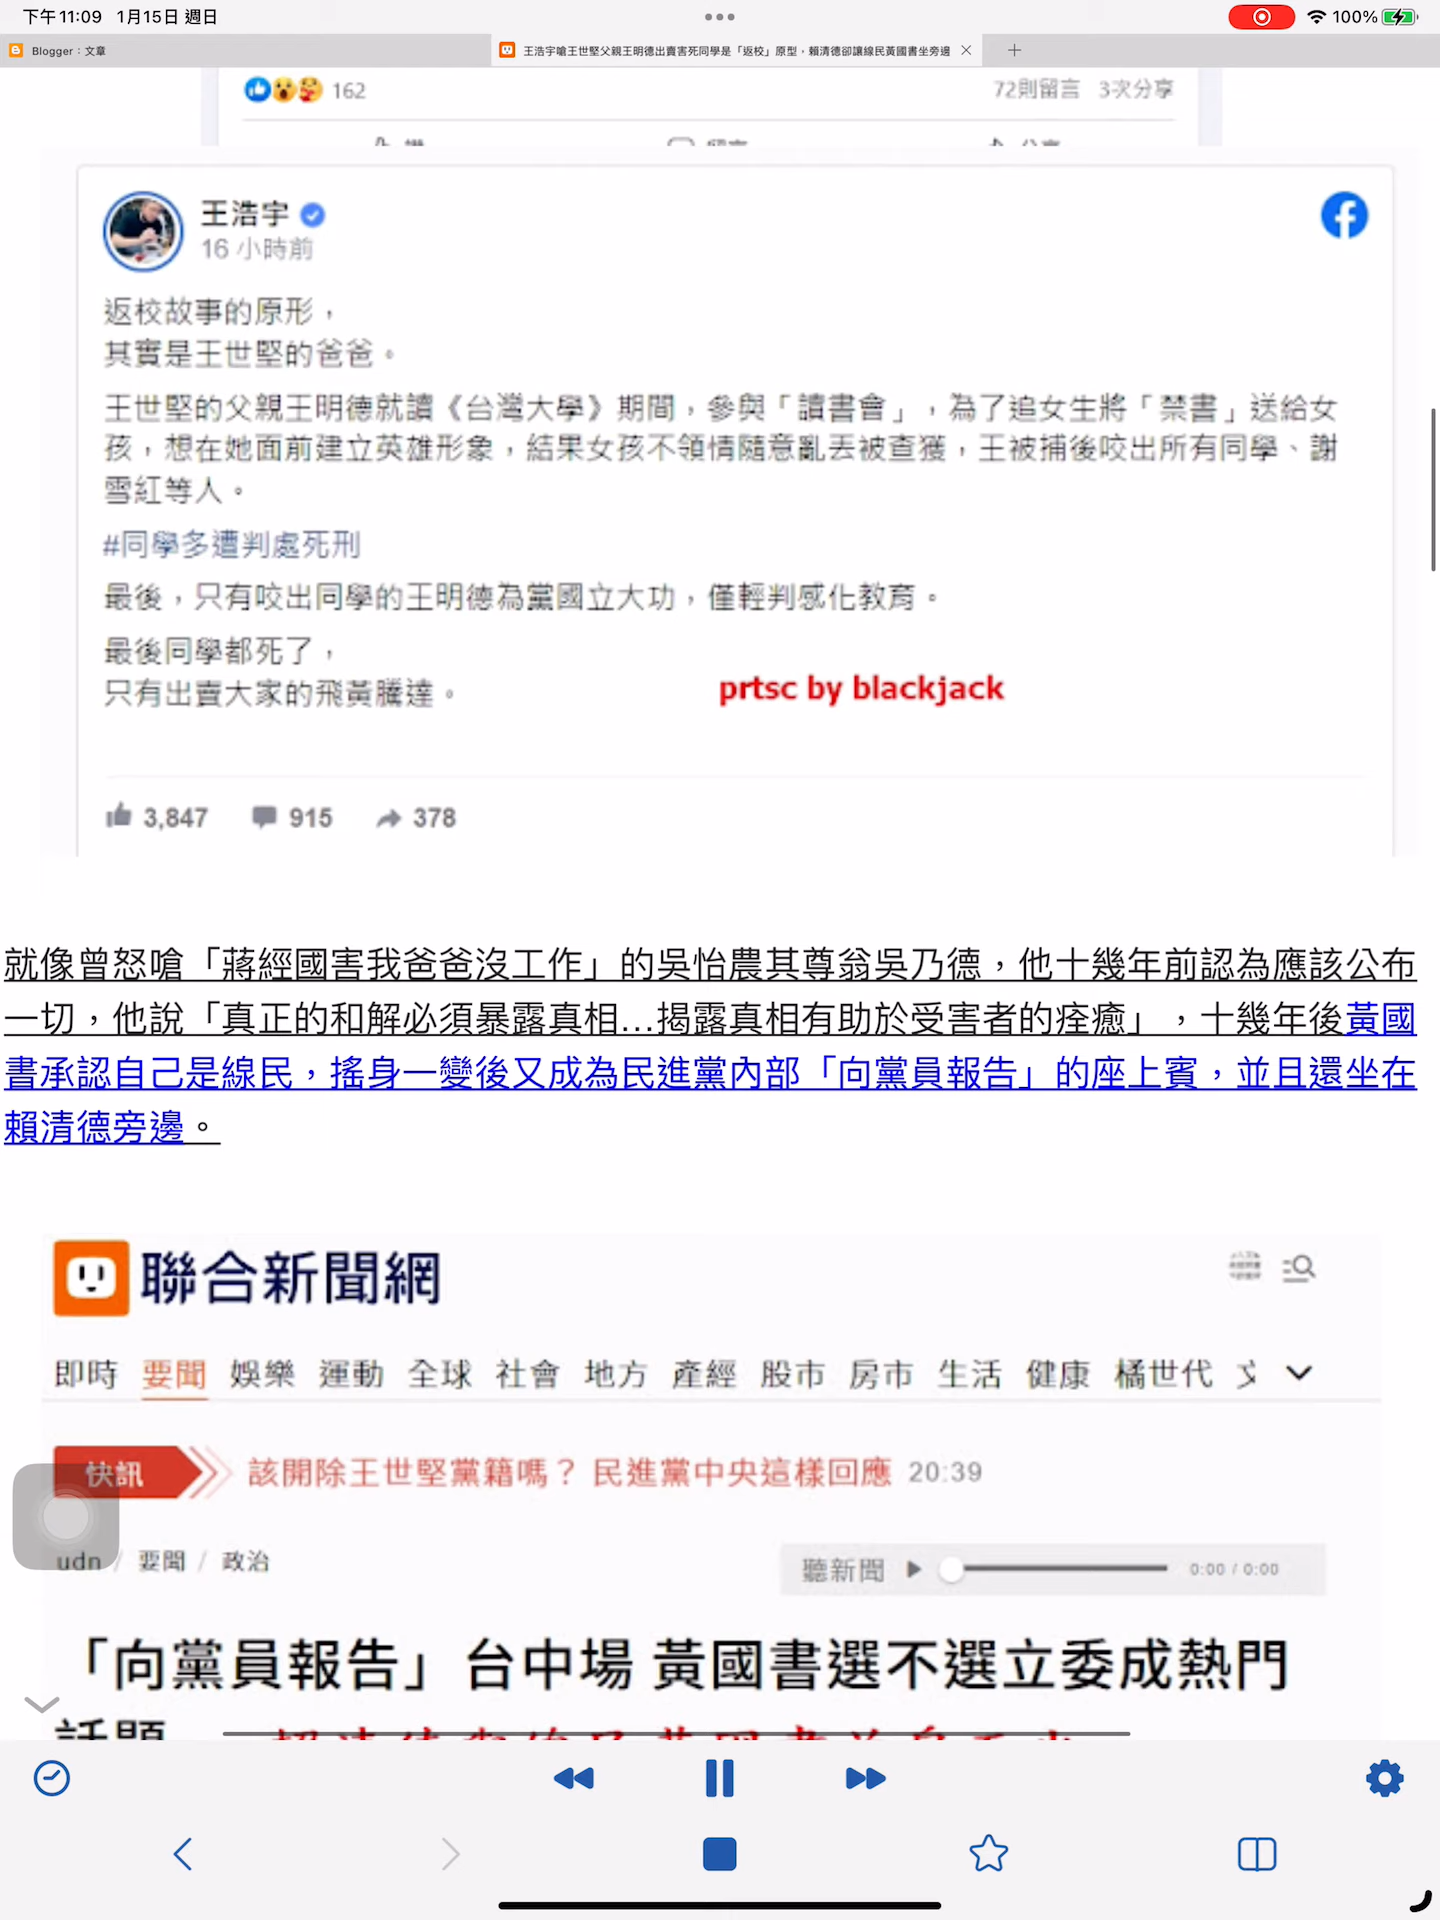 下午11:09 1月15日 週日
100%
Blogger：文章
王浩宇嗆王世堅父親王明德出賣害死同學是「返校」原型，賴清德卻讓線民黃國書坐旁邊
162
72則留言 3次分享
王浩宇
16 小時前
返校故事的原形，
其實是王世堅的爸爸。
王世堅的父親王明德就讀《台灣大學》期間，參與「讀書會」，為了追女生將「禁書」送給女
孩，想在她面前建立英雄形象，結果女孩不領情隨意亂丟被查獲，王被捕後咬出所有同學、謝
雪紅等人。
#同學多遭判處死刑
最後，只有咬出同學的王明德為黨國立大功，僅輕判感化教育。
最後同學都死了，
只有出賣大家的飛黃騰達。
prtsc by blackjack
3,847 915 378
就像曾怒嗆「蔣經國害我爸爸沒工作」的吳怡農其尊翁吳乃德，他十幾年前認為應該公布
一切，他說「真正的和解必須暴露真相...揭露真相有助於受害者的痊癒」，十幾年後黃國
書承認自己是線民，搖身一變後又成為民進黨內部「向黨員報告」的座上賓，並且還坐在
賴清德旁邊。
聯合新聞網
即時 要聞 娛樂 運動 全球 社會 地方 產經 股市 房市 生活 健康 橘世代
快訊 該開除王世堅黨籍嗎？ 民進黨中央這樣回應 20:39
udn / 要聞 / 政治
聽新聞 0:00 / 0:00
「向黨員報告」台中場 黃國書選不選立委成熱門
話題